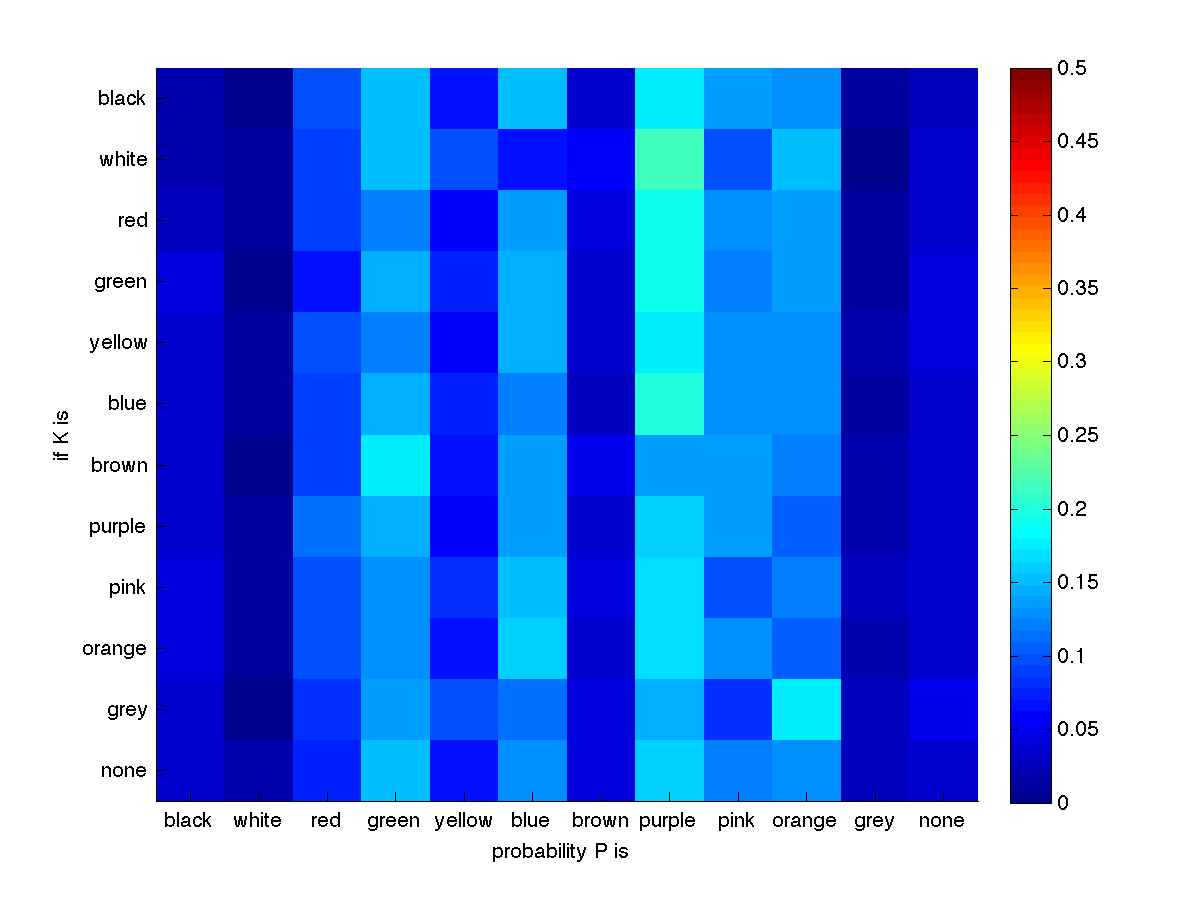 black
white
red
green
yellow
blue
brown
purple
pink
orange
grey
none
if K is
black white red green yellow blue brown purple pink orange grey none
probability P is
0.5
0.45
0.4
0.35
0.3
0.25
0.2
0.15
0.1
0.05
0